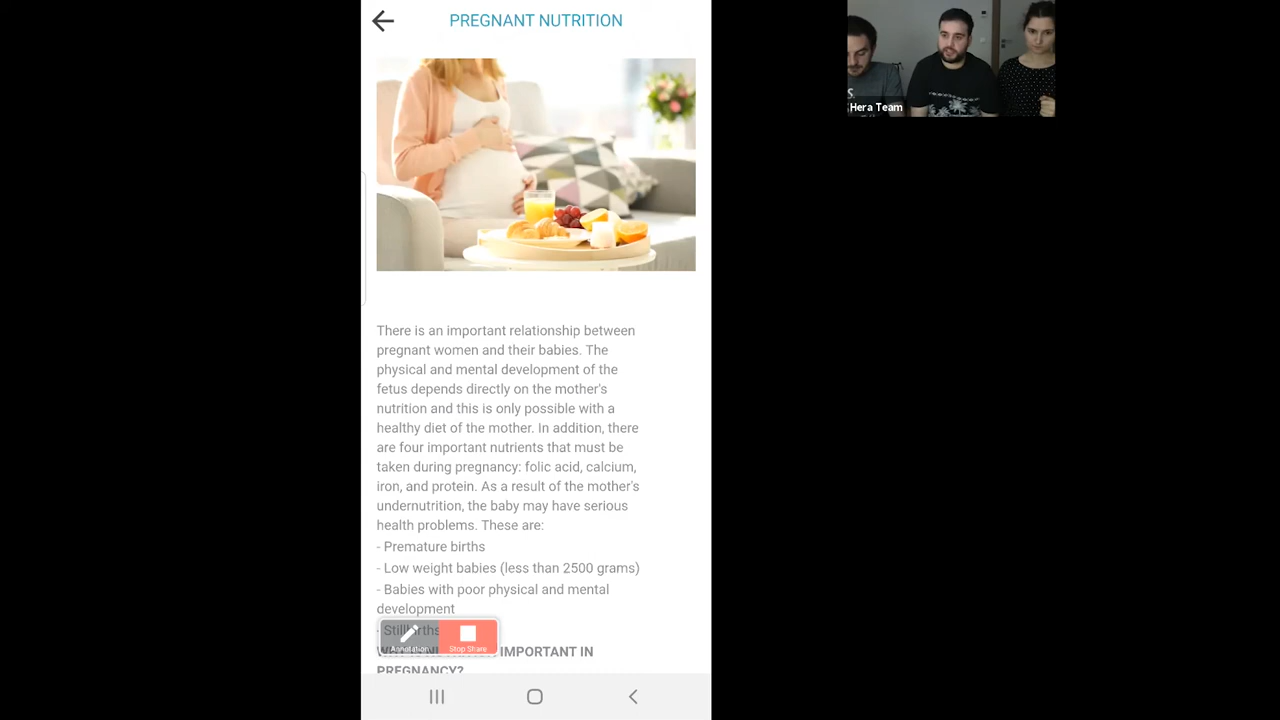 PREGNANT NUTRITION
Hera Team
There is an important relationship between
pregnant women and their babies. The
physical and mental development of the
fetus depends directly on the mother's
nutrition and this is only possible with a
healthy diet of the mother. In addition, there
are four important nutrients that must be
taken during pregnancy: folic acid, calcium,
iron, and protein. As a result of the mother's
undernutrition, the baby may have serious
health problems. These are:
- Premature births
- Low weight babies (less than 2500 grams)
- Babies with poor physical and mental
development
Annotation
Stop Share
IMPORTANT IN
PREGNANCY?